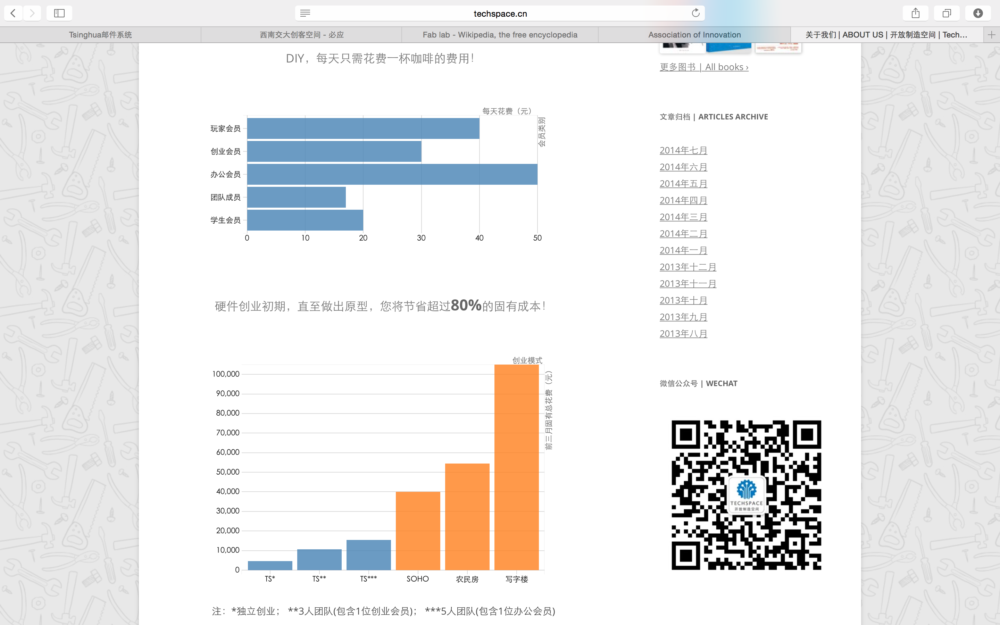 techspace.cn
Tsinghua邮件系统
西南交大创客空间 - 必应
Fab lab - Wikipedia, the free encyclopedia
Association of Innovation
关于我们 | ABOUT US | 开放制造空间 | Tech...
DIY，每天只需花费一杯咖啡的费用！
每天花费（元）
会员类别
玩家会员
创业会员
办公会员
团队成员
学生会员
0 10 20 30 40 50
硬件创业初期，直至做出原型，您将节省超过80%的固有成本！
创业模式
前三月固有总花费（元）
100,000
90,000
80,000
70,000
60,000
50,000
40,000
30,000
20,000
10,000
0
TS* TS** TS*** SOHO 农民房 写字楼
注：*独立创业； **3人团队(包含1位创业会员)； ***5人团队(包含1位办公会员)
更多图书 | All books ›
文章归档 | ARTICLES ARCHIVE
2014年七月
2014年六月
2014年五月
2014年四月
2014年三月
2014年二月
2014年一月
2013年十二月
2013年十一月
2013年十月
2013年九月
2013年八月
微信公众号 | WECHAT
TECHSPACE
开放制造空间